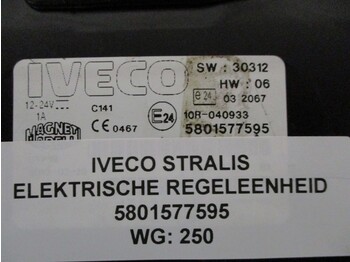 IVECO
SW : 30312
HW : 06
12-24V
1A
C141
CE 0467
E24
e24
03 2067
10R-040933
5801577595
MAGNETI
IVECO STRALIS
ELEKTRISCHE REGELEENHEID
5801577595
WG: 250